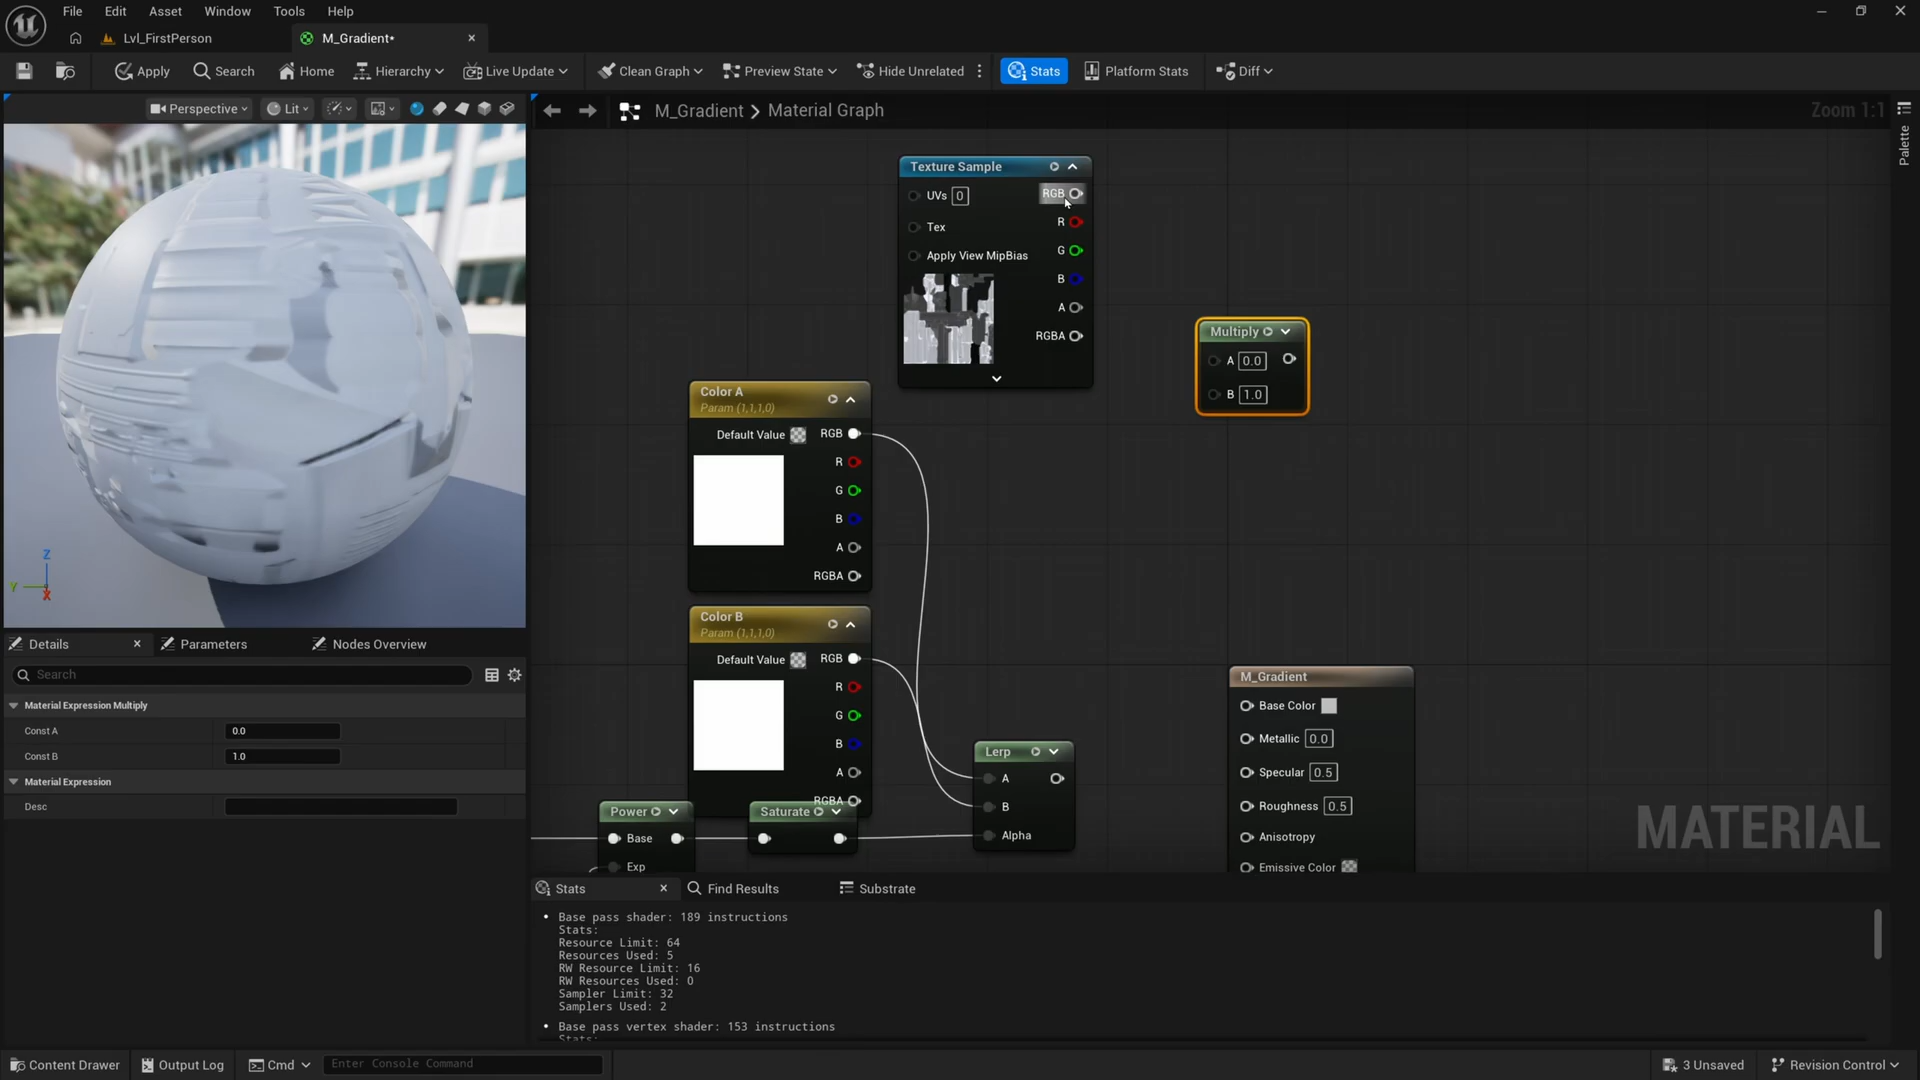 File Edit Asset Window Tools Help
Lvl_FirstPerson M_Gradient*
Apply Search Home Hierarchy Live Update Clean Graph Preview State Hide Unrelated Stats Platform Stats Diff
Perspective Lit
M_Gradient > Material Graph
Zoom 1:1
Palette
Texture Sample
UVs 0 RGB
R
Tex
G
Apply View MipBias
B
A
RGBA
Multiply
A 0.0
B 1.0
Color A
Param (1,1,1,0)
Default Value RGB
R
G
B
A
RGBA
Color B
Param (1,1,1,0)
Default Value RGB
R
G
B
A
RGBA
Power
Base
Exp
Saturate
Lerp
A
B
Alpha
M_Gradient
Base Color
Metallic 0.0
Specular 0.5
Roughness 0.5
Anisotropy
Emissive Color
MATERIAL
Z
Y
X
Details Parameters Nodes Overview
Search
Material Expression Multiply
Const A 0.0
Const B 1.0
Material Expression
Desc
Stats Find Results Substrate
• Base pass shader: 189 instructions
Stats:
Resource Limit: 64
Resources Used: 5
RW Resource Limit: 16
RW Resources Used: 0
Sampler Limit: 32
Samplers Used: 2
• Base pass vertex shader: 153 instructions
Stats:
Content Drawer Output Log Cmd Enter Console Command 3 Unsaved Revision Control